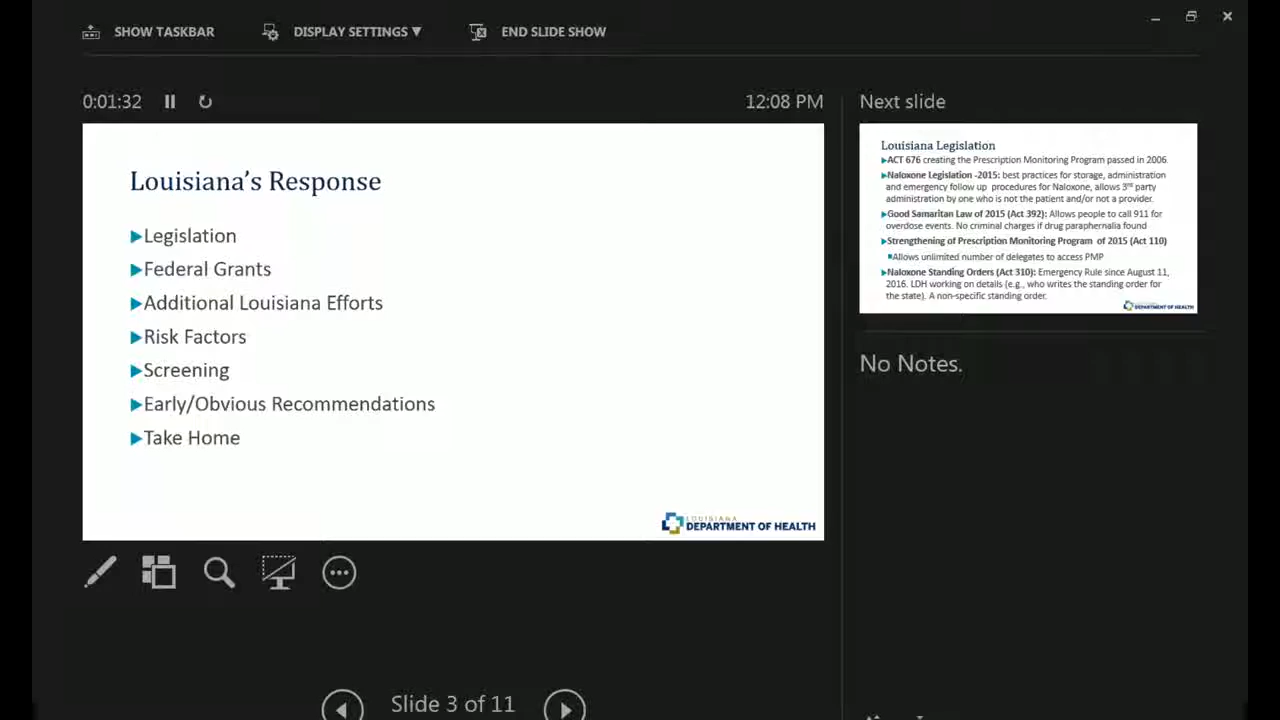 SHOW TASKBAR
DISPLAY SETTINGS ▼
END SLIDE SHOW
0:01:32
12:08 PM
Louisiana's Response
▶Legislation
▶Federal Grants
▶Additional Louisiana Efforts
▶Risk Factors
▶Screening
▶Early/Obvious Recommendations
▶Take Home
LOUISIANA
DEPARTMENT OF HEALTH
Slide 3 of 11
Next slide
Louisiana Legislation
▶ACT 676 creating the Prescription Monitoring Program passed in 2006.
▶Naloxone Legislation -2015: best practices for storage, administration
and emergency follow up procedures for Naloxone, allows 3rd party
administration by one who is not the patient and/or not a provider.
▶Good Samaritan Law of 2015 (Act 392): Allows people to call 911 for
overdose events. No criminal charges if drug paraphernalia found
▶Strengthening of Prescription Monitoring Program of 2015 (Act 110)
■Allows unlimited number of delegates to access PMP
▶Naloxone Standing Orders (Act 310): Emergency Rule since August 11,
2016. LDH working on details (e.g., who writes the standing order for
the state). A non-specific standing order.
DEPARTMENT OF HEALTH
No Notes.